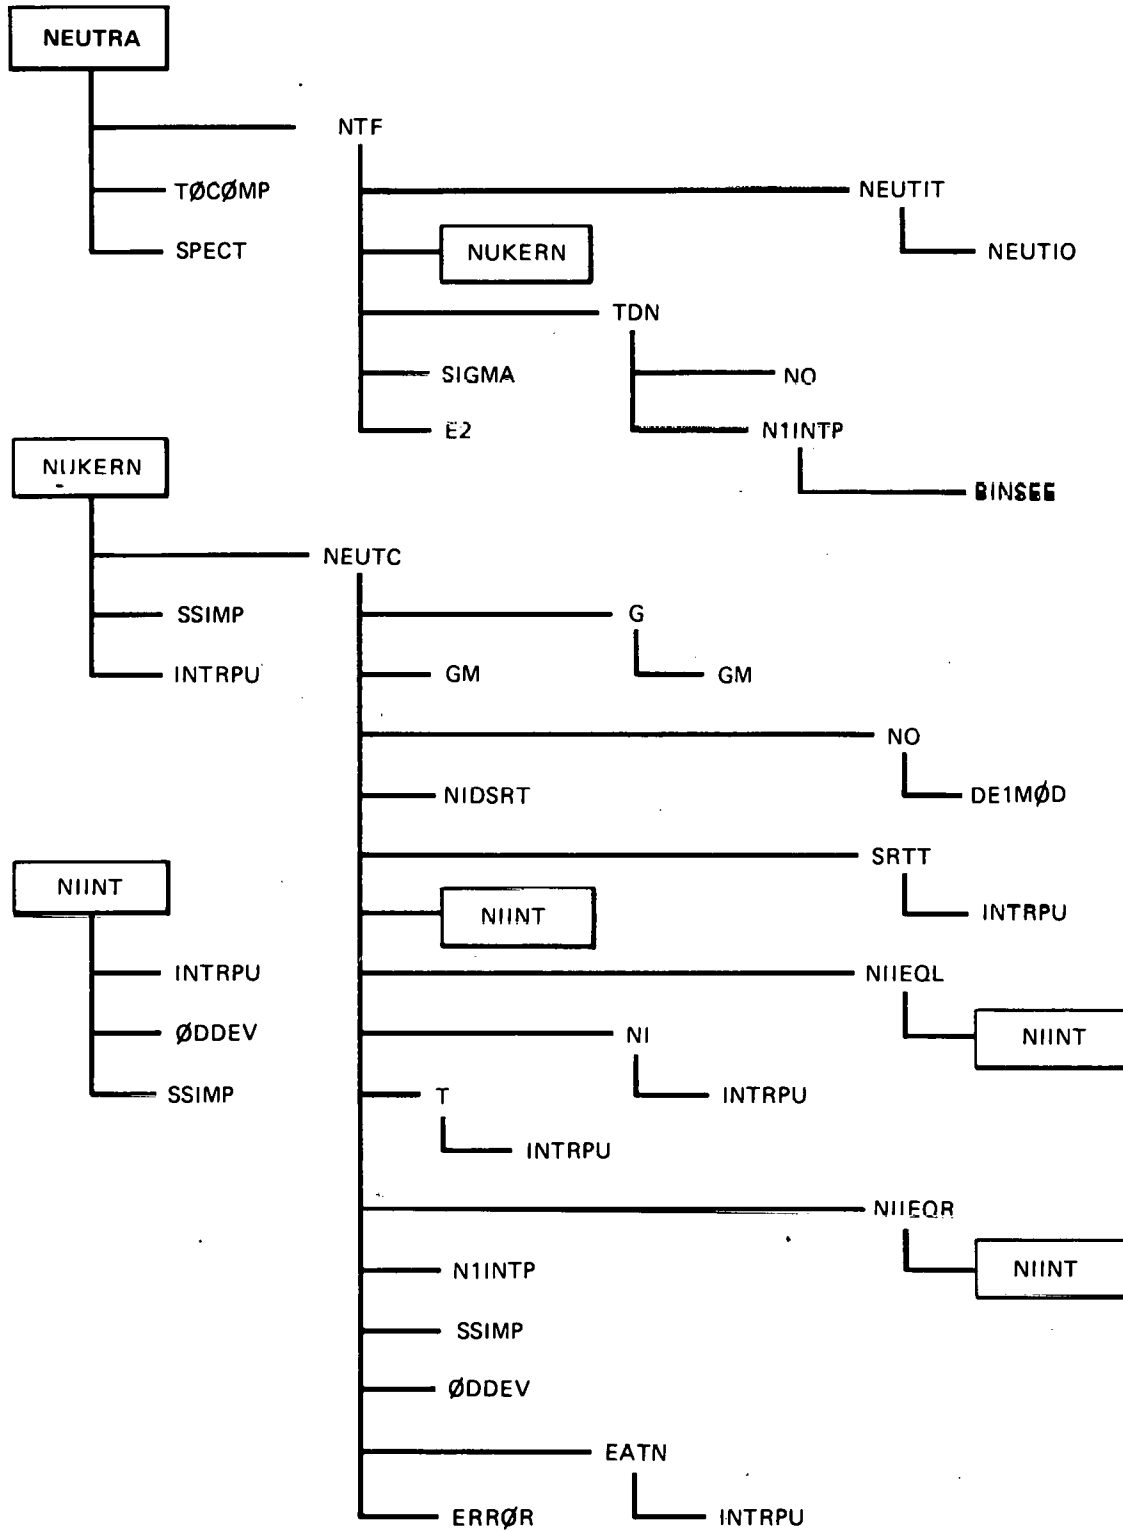 NEUTRA
NTF
TØCØMP
NEUTIT
SPECT
NUKERN
NEUTIO
TDN
SIGMA
NO
E2
N1INTP
NUKERN
BINSEE
NEUTC
SSIMP
G
INTRPU
GM
GM
NO
NIDSRT
DE1MØD
SRTT
NIINT
NIINT
INTRPU
INTRPU
NIIEQL
ØDDEV
NI
NIINT
SSIMP
T
INTRPU
INTRPU
NIIEQR
N1INTP
NIINT
SSIMP
ØDDEV
EATN
ERRØR
INTRPU